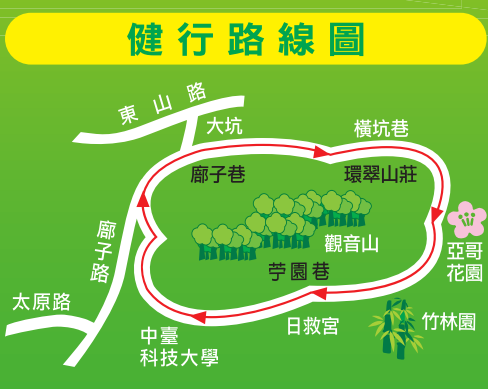 健行路線圖
東山路
大坑
橫坑巷
廍子巷
環翠山莊
觀音山
亞哥
花園
廍子路
苧園巷
太原路
日救宮
竹林園
中臺
科技大學